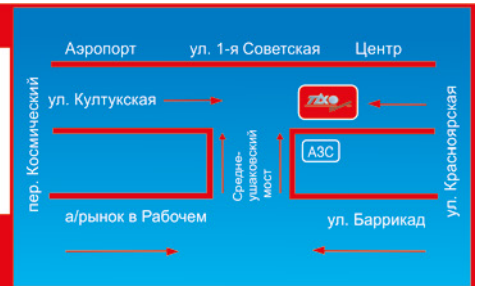 Аэропорт
ул. 1-я Советская
Центр
пер. Космический
ул. Култукская
ул. Красноярская
АЗС
Средне-
ушаковский
мост
а/рынок в Рабочем
ул. Баррикад